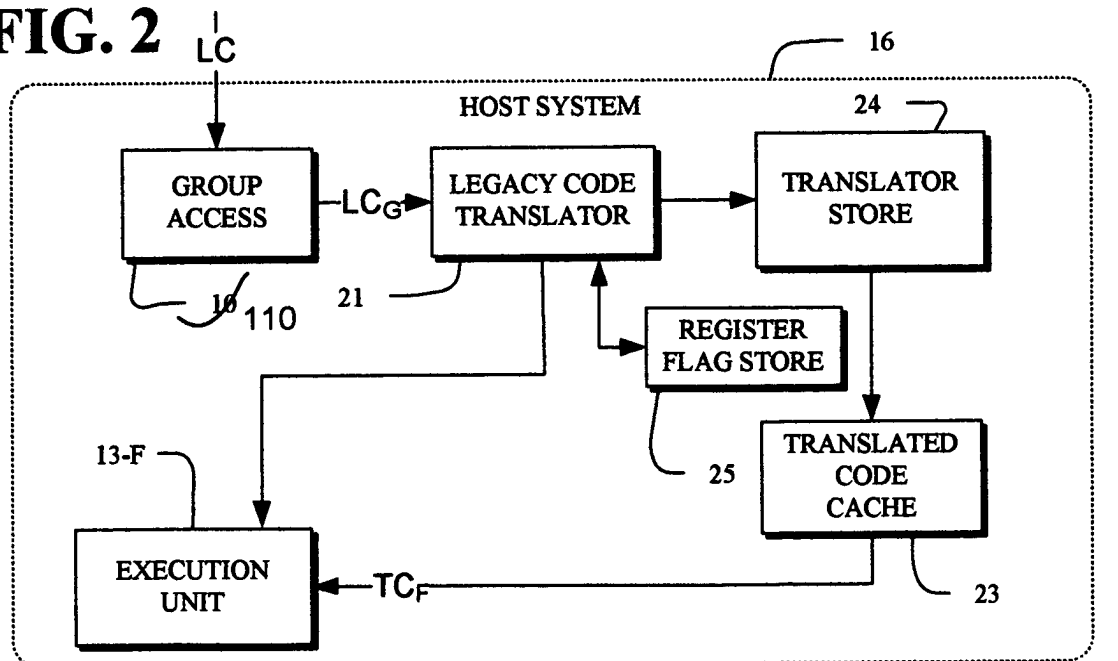 FIG. 2
LC
16
HOST SYSTEM
24
GROUP
ACCESS
LCG
LEGACY CODE
TRANSLATOR
TRANSLATOR
STORE
10
110
21
REGISTER
FLAG STORE
25
13-F
TRANSLATED
CODE
CACHE
EXECUTION
UNIT
TCF
23